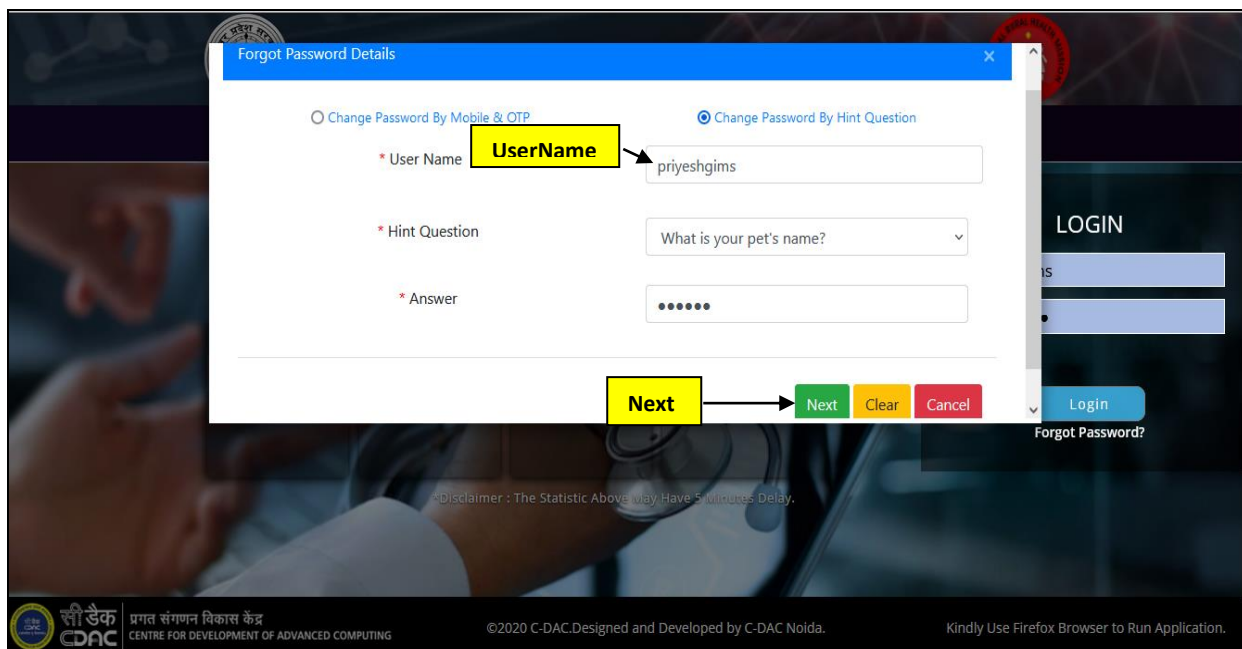 Forgot Password Details ×
Change Password By Mobile & OTP Change Password By Hint Question
* User Name UserName priyeshgims
* Hint Question What is your pet's name?
LOGIN
* Answer ••••••
Next Next Clear Cancel
Login
Forgot Password?
Disclaimer : The Statistic Above May Have 5 Minutes Delay.
सी डैक प्रगत संगणन विकास केंद्र
CDAC CENTRE FOR DEVELOPMENT OF ADVANCED COMPUTING
©2020 C-DAC.Designed and Developed by C-DAC Noida.
Kindly Use Firefox Browser to Run Application.